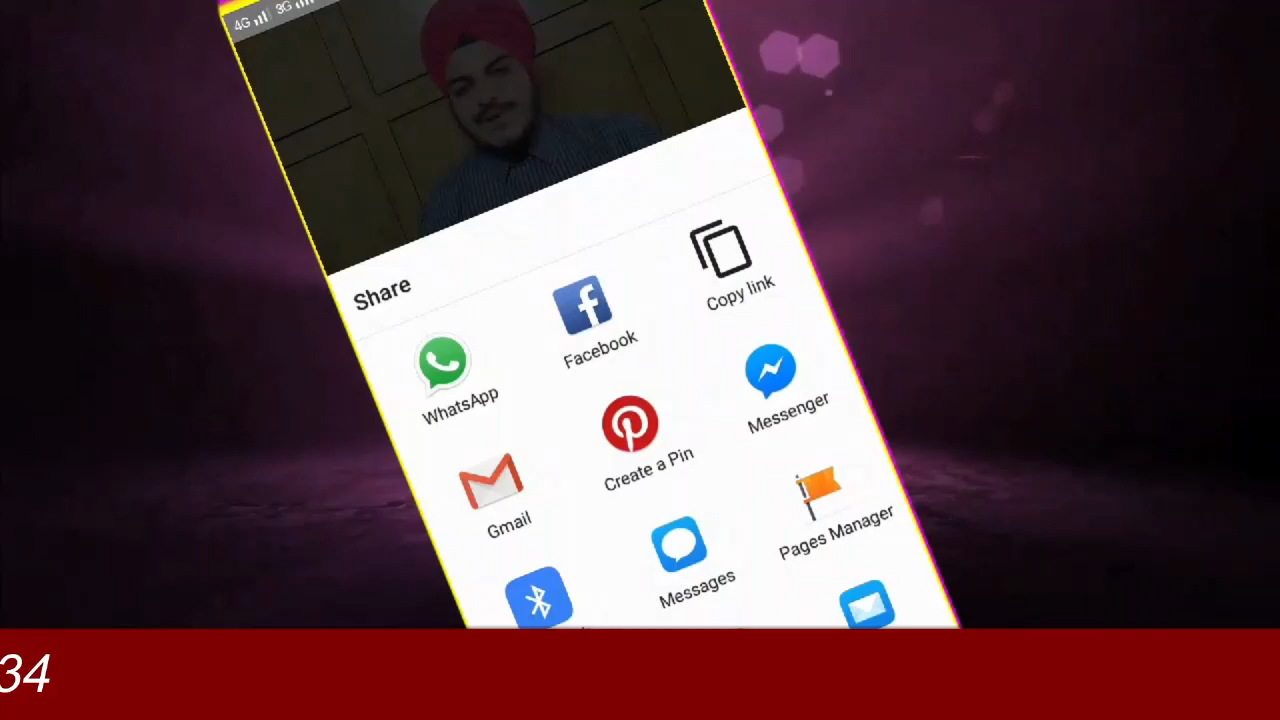 4G 3G
Share
WhatsApp
Facebook
Copy link
Gmail
Create a Pin
Messenger
Messages
Pages Manager
34